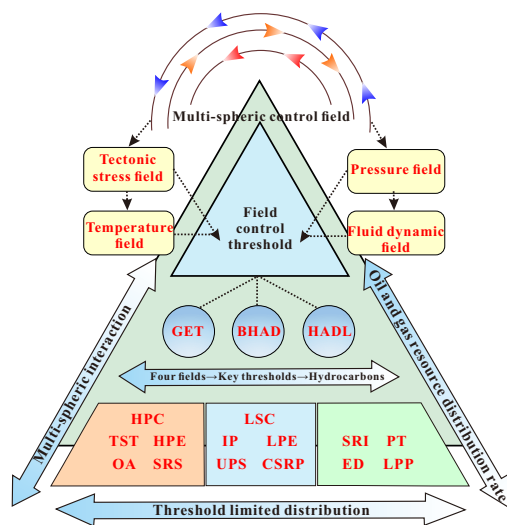 Multi-spheric control field
Tectonic
stress field
Pressure field
Temperature
field
Field
control
threshold
Fluid dynamic
field
GET
BHAD
HADL
Four fields→Key thresholds→Hydrocarbons
Multi-spheric interaction
Oil and gas resource distribution rate
HPC
TST HPE
OA SRS
LSC
IP LPE
UPS CSRP
SRI PT
ED LPP
Threshold limited distribution